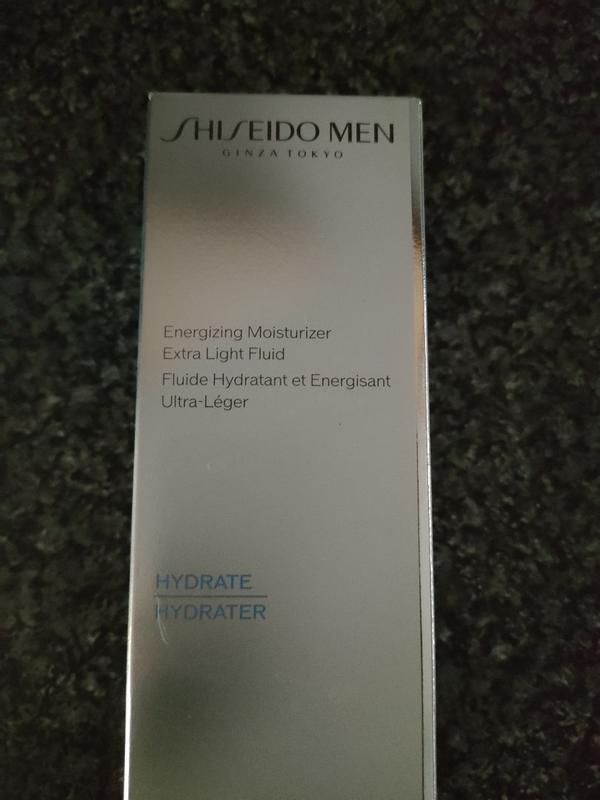 SHISEIDO MEN
GINZA TOKYO
Energizing Moisturizer
Extra Light Fluid
Fluide Hydratant et Energisant
Ultra-Léger
HYDRATE
HYDRATER